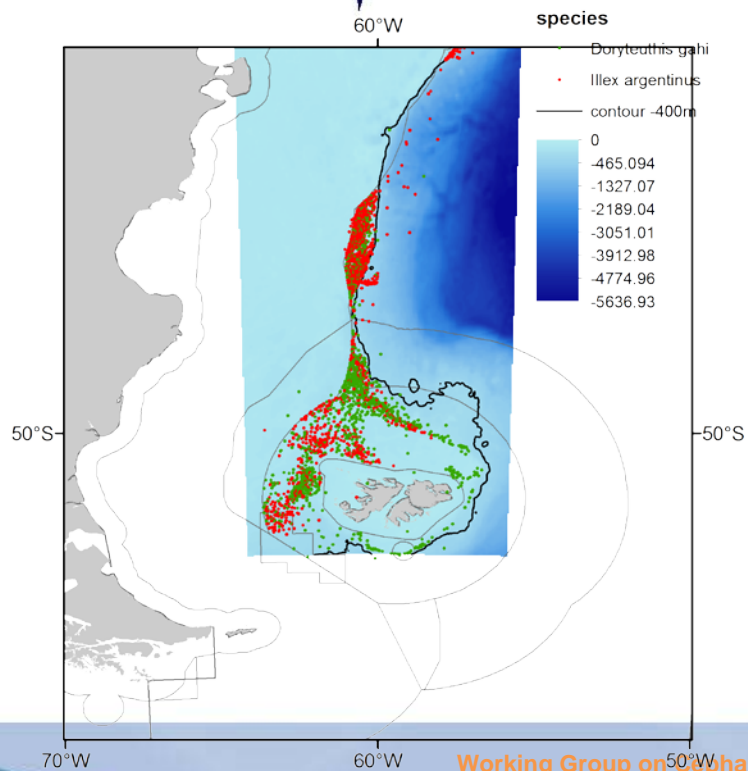 60°W
species
Doryteuthis gahi
Illex argentinus
contour -400m
0
-465.094
-1327.07
-2189.04
-3051.01
-3912.98
-4774.96
-5636.93
50°S
50°S
70°W
60°W
50°W
Working Group on